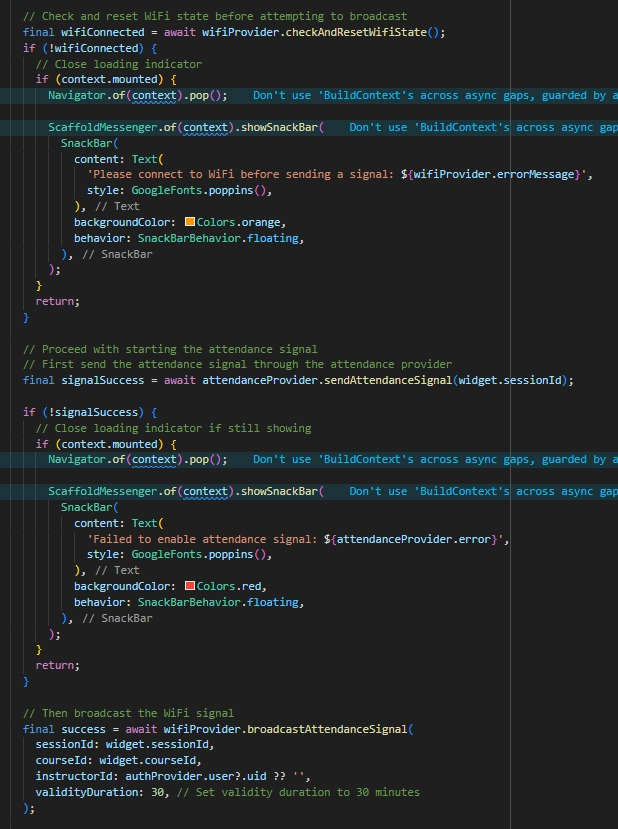 // Check and reset WiFi state before attempting to broadcast
final wifiConnected = await wifiProvider.checkAndResetWifiState();
if (!wifiConnected) {
// Close loading indicator
if (context.mounted) {
Navigator.of(context).pop(); Don't use 'BuildContext's across async gaps, guarded by a
ScaffoldMessenger.of(context).showSnackBar( Don't use 'BuildContext's across async gap
SnackBar(
content: Text(
'Please connect to WiFi before sending a signal: ${wifiProvider.errorMessage}',
style: GoogleFonts.poppins(),
), // Text
backgroundColor: Colors.orange,
behavior: SnackBarBehavior.floating,
), // SnackBar
);
}
return;
}
// Proceed with starting the attendance signal
// First send the attendance signal through the attendance provider
final signalSuccess = await attendanceProvider.sendAttendanceSignal(widget.sessionId);
if (!signalSuccess) {
// Close loading indicator if still showing
if (context.mounted) {
Navigator.of(context).pop(); Don't use 'BuildContext's across async gaps, guarded by a
ScaffoldMessenger.of(context).showSnackBar( Don't use 'BuildContext's across async gap
SnackBar(
content: Text(
'Failed to enable attendance signal: ${attendanceProvider.error}',
style: GoogleFonts.poppins(),
), // Text
backgroundColor: Colors.red,
behavior: SnackBarBehavior.floating,
), // SnackBar
);
}
return;
}
// Then broadcast the WiFi signal
final success = await wifiProvider.broadcastAttendanceSignal(
sessionId: widget.sessionId,
courseId: widget.courseId,
instructorId: authProvider.user?.uid ?? '',
validityDuration: 30, // Set validity duration to 30 minutes
);